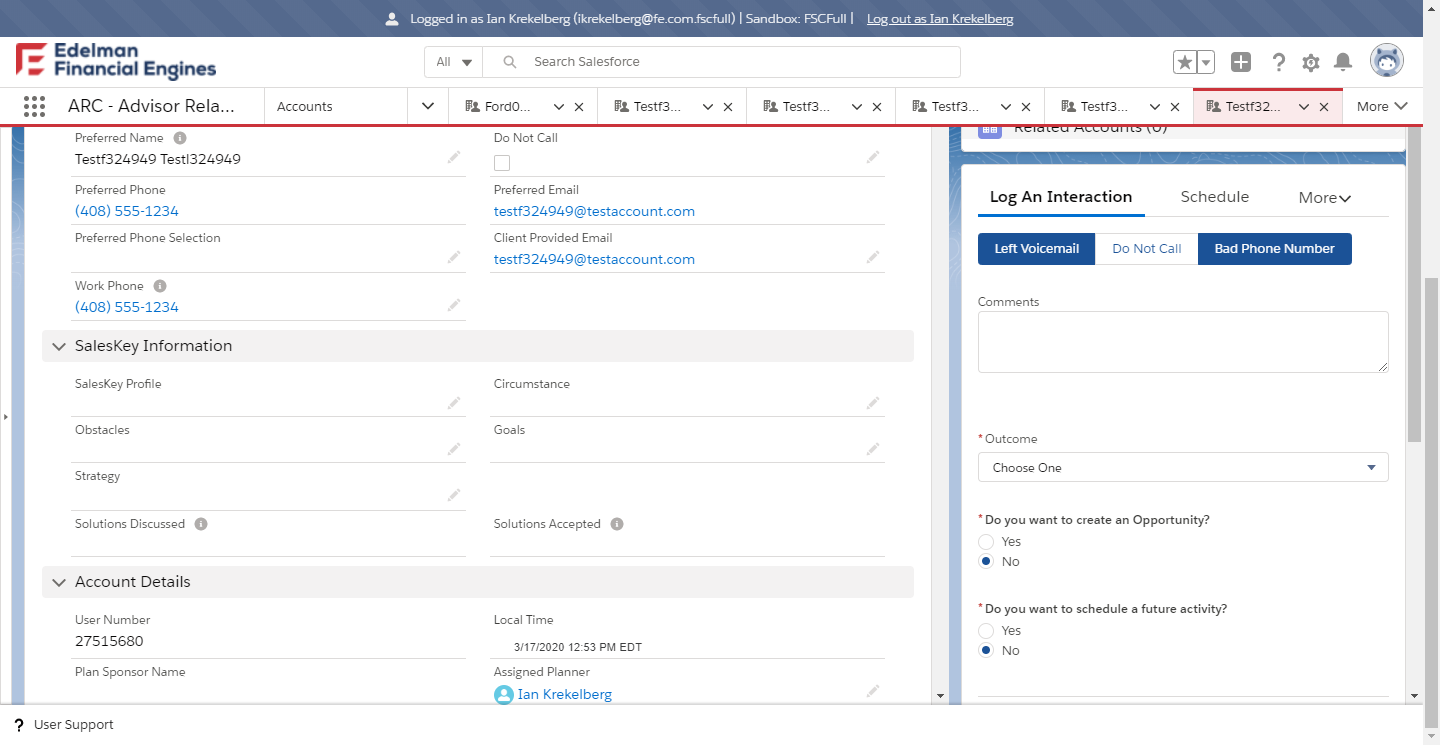 Logged in as Ian Krekelberg (ikrekelberg@fe.com.fscfull) | Sandbox: FSCFull | Log out as Ian Krekelberg
Edelman
Financial Engines
All
Search Salesforce
ARC - Advisor Rela...
Accounts
Ford0...
Testf3...
Testf3...
Testf3...
Testf3...
Testf32...
More
Preferred Name
Testf324949 Testl324949
Do Not Call
Preferred Phone
(408) 555-1234
Preferred Email
testf324949@testaccount.com
Preferred Phone Selection
Client Provided Email
testf324949@testaccount.com
Work Phone
(408) 555-1234
SalesKey Information
SalesKey Profile
Circumstance
Obstacles
Goals
Strategy
Solutions Discussed
Solutions Accepted
Account Details
User Number
27515680
Local Time
3/17/2020 12:53 PM EDT
Plan Sponsor Name
Assigned Planner
Ian Krekelberg
Related Accounts (0)
Log An Interaction
Schedule
More
Left Voicemail
Do Not Call
Bad Phone Number
Comments
* Outcome
Choose One
* Do you want to create an Opportunity?
Yes
No
* Do you want to schedule a future activity?
Yes
No
? User Support